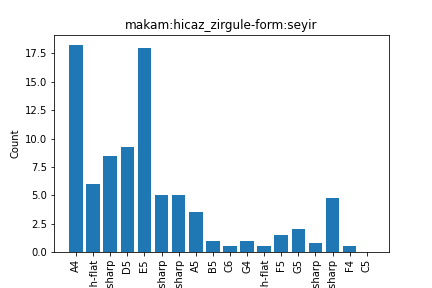 makam:hicaz_zirgule-form:seyir
17.5
15.0
12.5
10.0
7.5
5.0
2.5
0.0
Count
A4
h-flat
sharp
D5
E5
sharp
sharp
A5
B5
C6
G4
h-flat
F5
G5
sharp
sharp
F4
C5